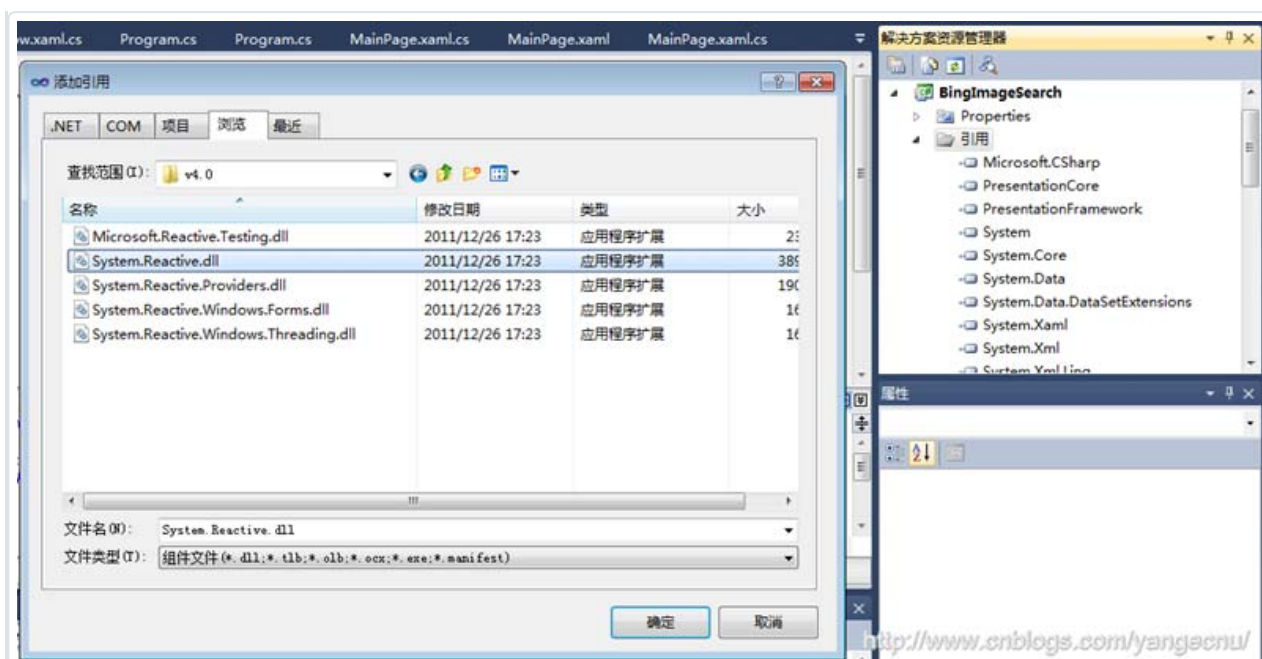 w.xaml.cs Program.cs Program.cs MainPage.xaml.cs MainPage.xaml MainPage.xaml.cs
添加引用
.NET COM 项目 浏览 最近
查找范围(I): v4.0
名称 修改日期 类型 大小
Microsoft.Reactive.Testing.dll 2011/12/26 17:23 应用程序扩展 23
System.Reactive.dll 2011/12/26 17:23 应用程序扩展 389
System.Reactive.Providers.dll 2011/12/26 17:23 应用程序扩展 190
System.Reactive.Windows.Forms.dll 2011/12/26 17:23 应用程序扩展 16
System.Reactive.Windows.Threading.dll 2011/12/26 17:23 应用程序扩展 16
文件名(N): System.Reactive.dll
文件类型(T): 组件文件(*.dll;*.tlb;*.olb;*.ocx;*.exe;*.manifest)
确定 取消
解决方案资源管理器
BingImageSearch
Properties
引用
Microsoft.CSharp
PresentationCore
PresentationFramework
System
System.Core
System.Data
System.Data.DataSetExtensions
System.Xaml
System.Xml
System.Xml.Linq
属性
http://www.cnblogs.com/yangecnu/